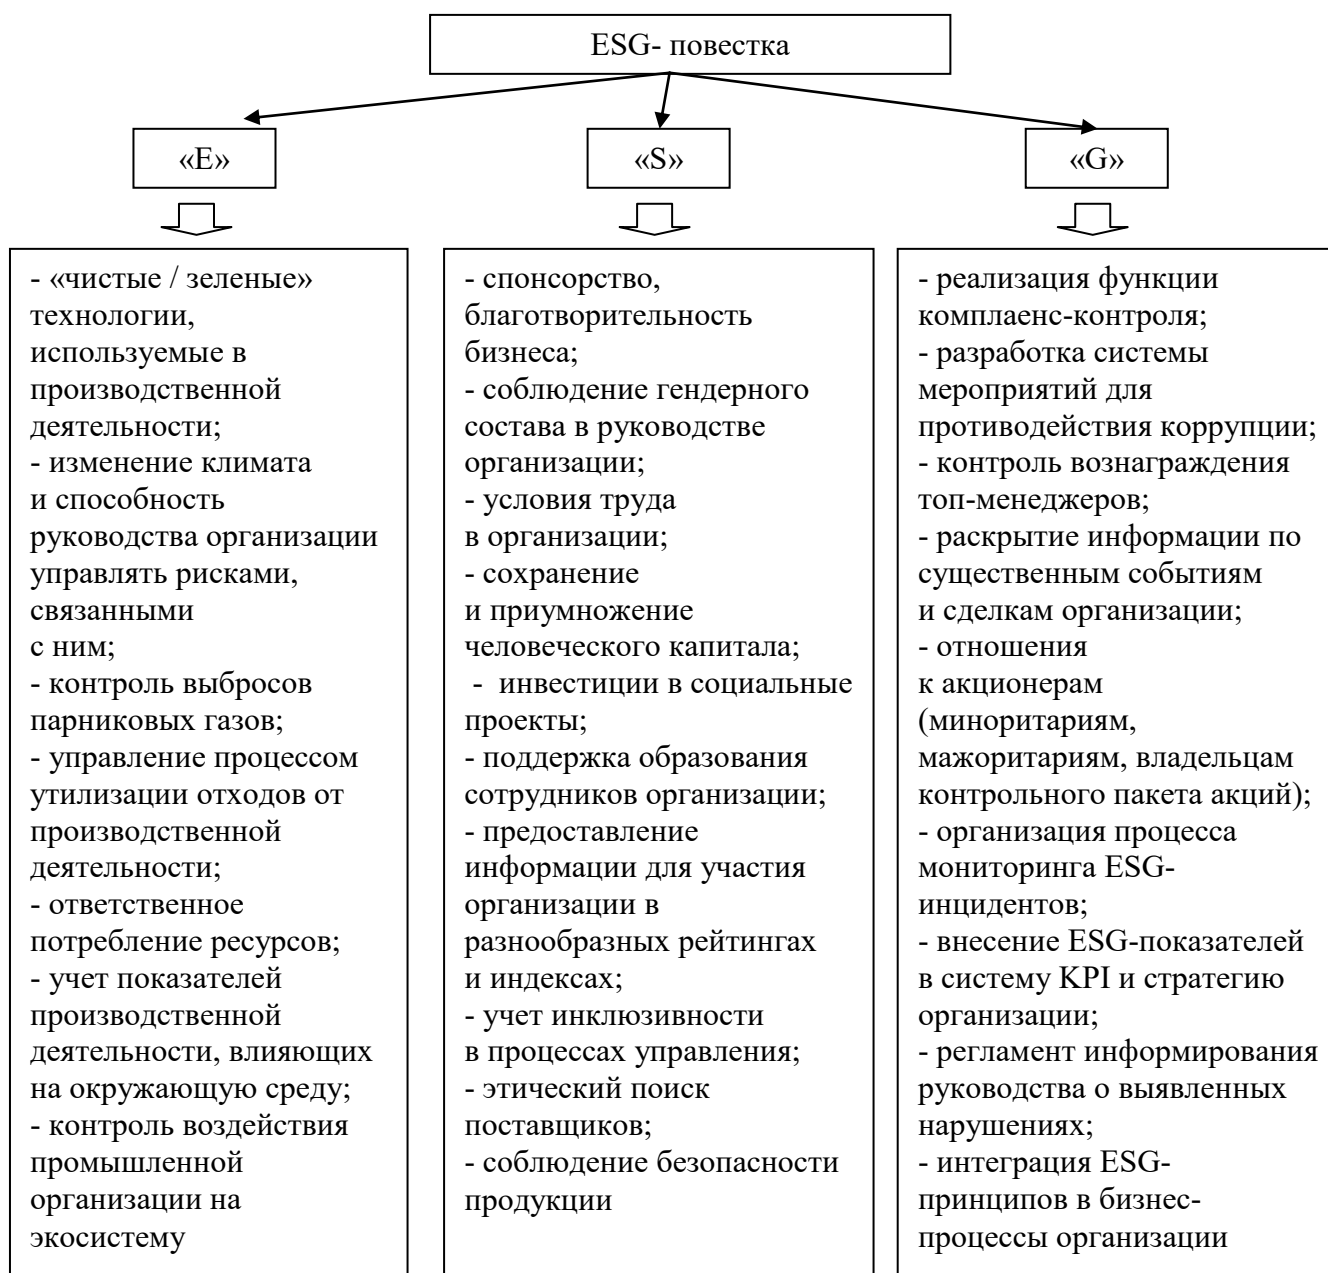 ESG- повестка
«E»
«S»
«G»
- «чистые / зеленые»
технологии,
используемые в
производственной
деятельности;
- изменение климата
и способность
руководства организации
управлять рисками,
связанными
с ним;
- контроль выбросов
парниковых газов;
- управление процессом
утилизации отходов от
производственной
деятельности;
- ответственное
потребление ресурсов;
- учет показателей
производственной
деятельности, влияющих
на окружающую среду;
- контроль воздействия
промышленной
организации на
экосистему
- спонсорство,
благотворительность
бизнеса;
- соблюдение гендерного
состава в руководстве
организации;
- условия труда
в организации;
- сохранение
и приумножение
человеческого капитала;
- инвестиции в социальные
проекты;
- поддержка образования
сотрудников организации;
- предоставление
информации для участия
организации в
разнообразных рейтингах
и индексах;
- учет инклюзивности
в процессах управления;
- этический поиск
поставщиков;
- соблюдение безопасности
продукции
- реализация функции
комплаенс-контроля;
- разработка системы
мероприятий для
противодействия коррупции;
- контроль вознаграждения
топ-менеджеров;
- раскрытие информации по
существенным событиям
и сделкам организации;
- отношения
к акционерам
(миноритариям,
мажоритариям, владельцам
контрольного пакета акций);
- организация процесса
мониторинга ESG-
инцидентов;
- внесение ESG-показателей
в систему KPI и стратегию
организации;
- регламент информирования
руководства о выявленных
нарушениях;
- интеграция ESG-
принципов в бизнес-
процессы организации